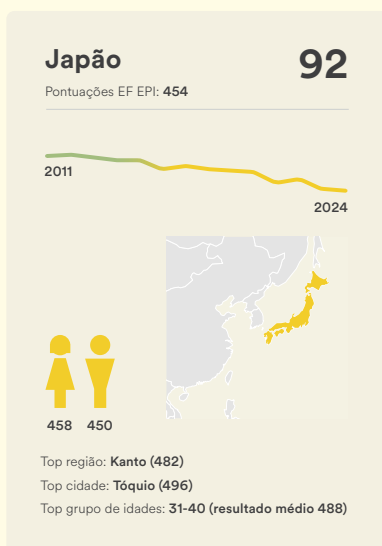 Japão
92
Pontuações EF EPI: 454
2011
2024
458 450
Top região: Kanto (482)
Top cidade: Tóquio (496)
Top grupo de idades: 31-40 (resultado médio 488)